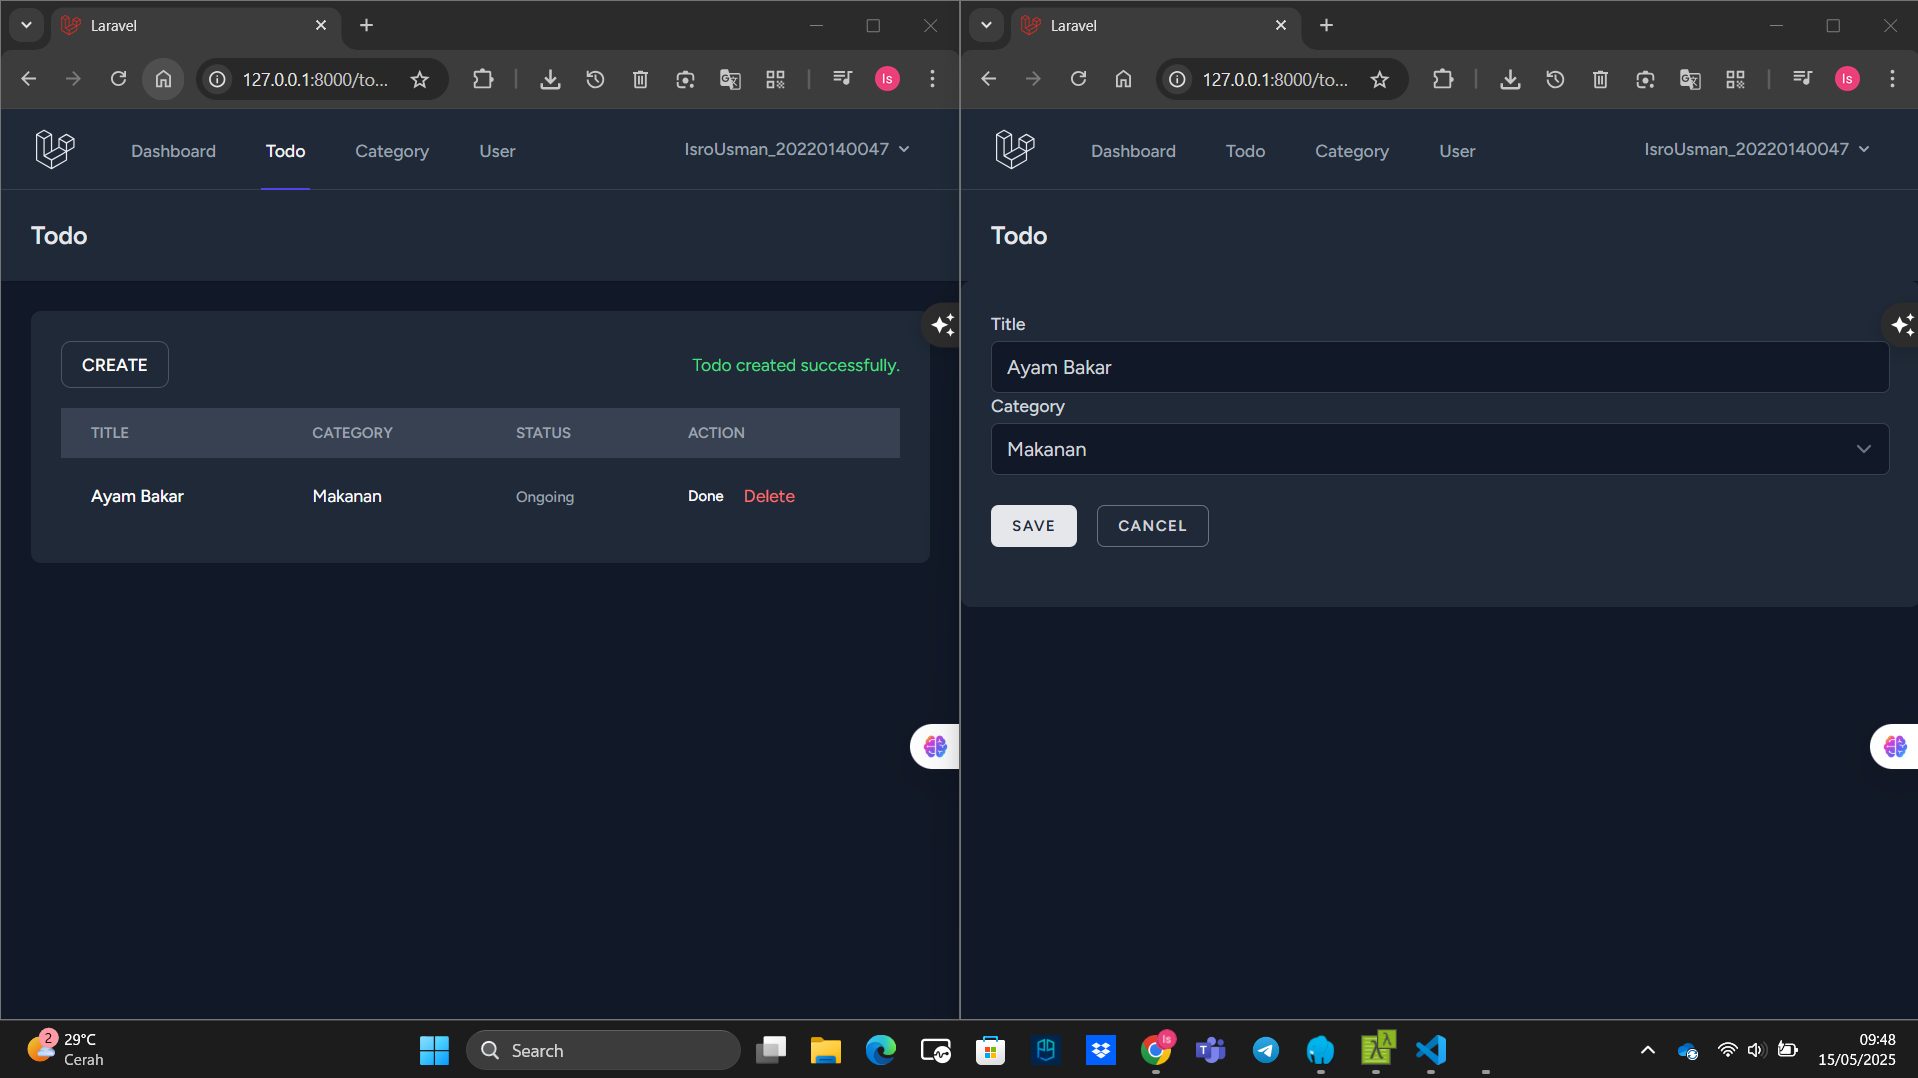 Laravel
127.0.0.1:8000/to...
Is
Dashboard Todo Category User IsroUsman_20220140047
Todo
CREATE Todo created successfully.
TITLE CATEGORY STATUS ACTION
Ayam Bakar Makanan Ongoing Done Delete
Laravel
127.0.0.1:8000/to...
Is
Dashboard Todo Category User IsroUsman_20220140047
Todo
Title
Ayam Bakar
Category
Makanan
SAVE CANCEL
2
29°C
Cerah
Search
Is
09:48
15/05/2025